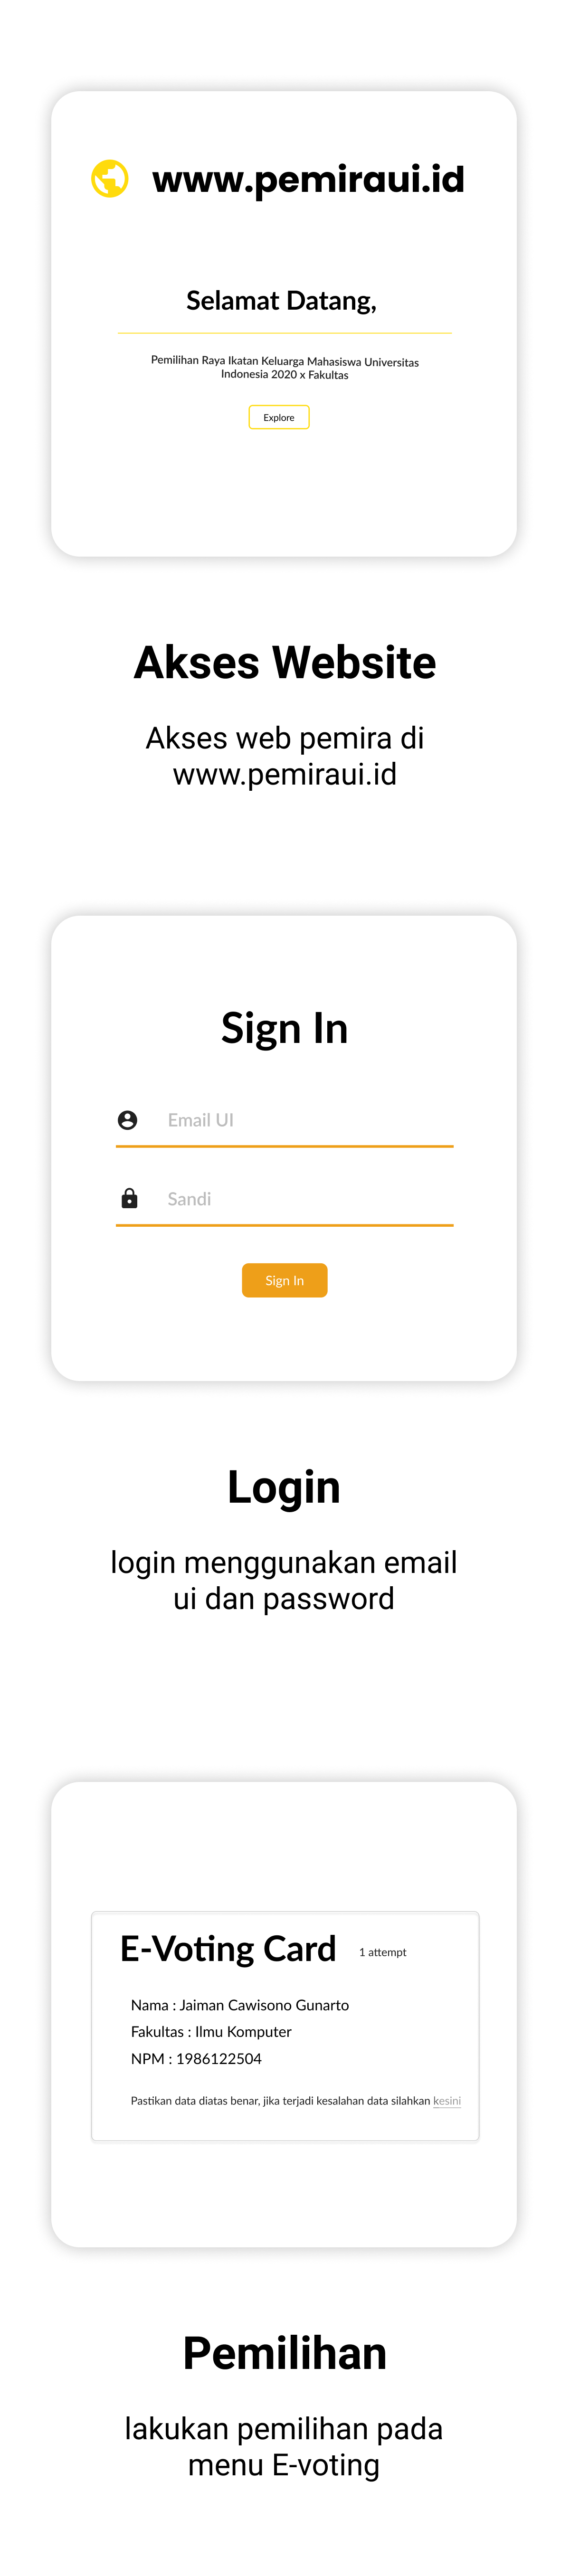 www.pemiraui.id
Selamat Datang,
Pemilihan Raya Ikatan Keluarga Mahasiswa Universitas
Indonesia 2020 x Fakultas
Explore
Akses Website
Akses web pemira di
www.pemiraui.id
Sign In
Email UI
Sandi
Sign In
Login
login menggunakan email
ui dan password
E-Voting Card 1 attempt
Nama : Jaiman Cawisono Gunarto
Fakultas : Ilmu Komputer
NPM : 1986122504
Pastikan data diatas benar, jika terjadi kesalahan data silahkan kesini
Pemilihan
lakukan pemilihan pada
menu E-voting